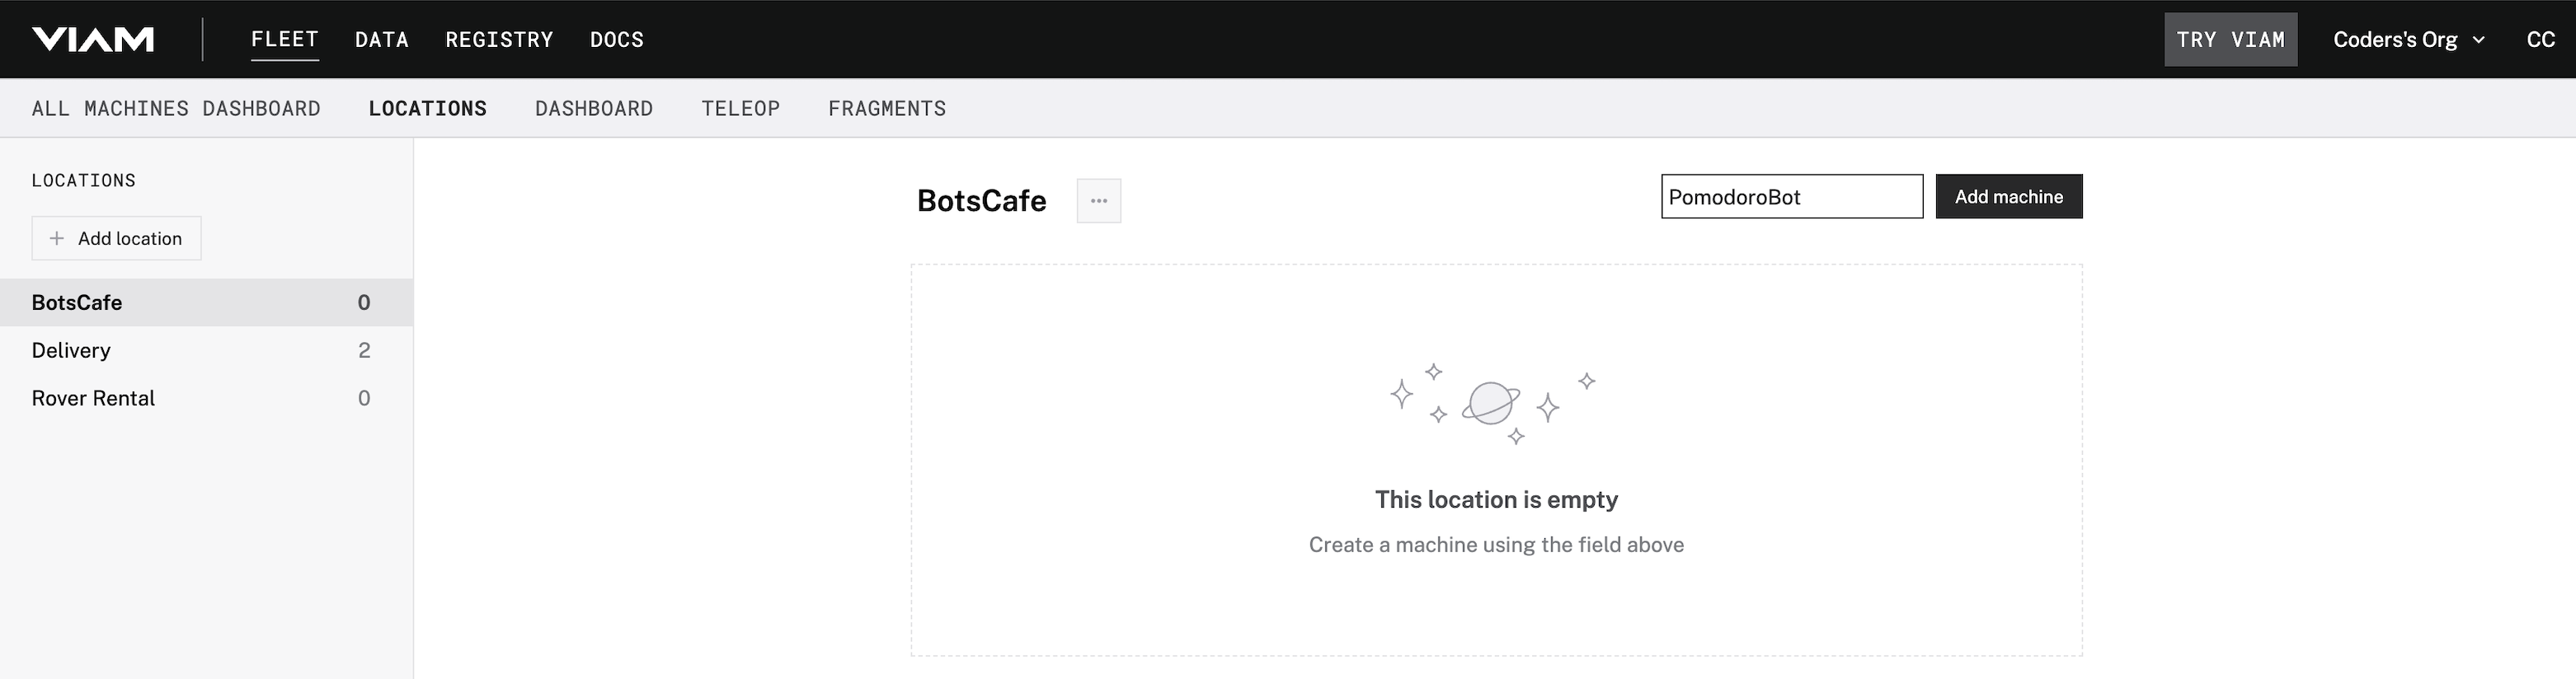 VIAM FLEET DATA REGISTRY DOCS TRY VIAM Coders's Org CC
ALL MACHINES DASHBOARD LOCATIONS DASHBOARD TELEOP FRAGMENTS
LOCATIONS
+ Add location
BotsCafe 0
Delivery 2
Rover Rental 0
BotsCafe ... PomodoroBot Add machine
This location is empty
Create a machine using the field above